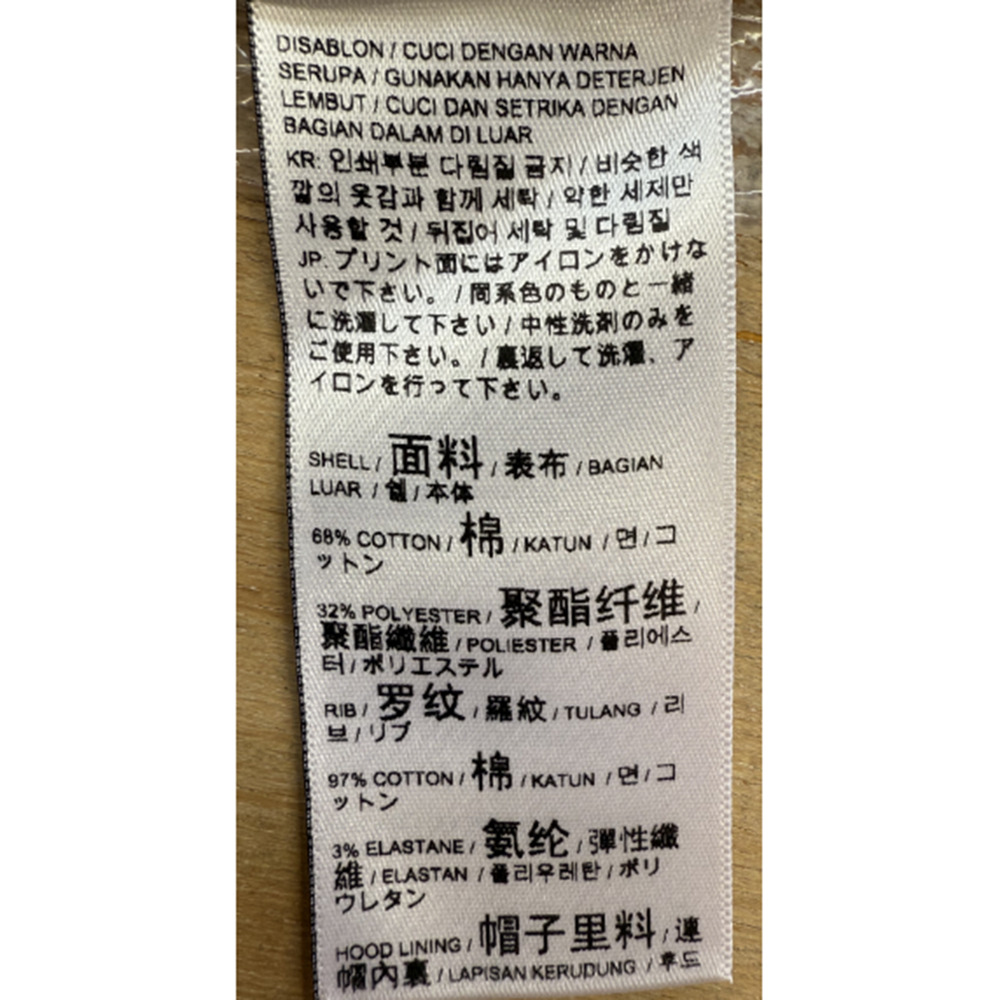 DISABLON / CUCI DENGAN WARNA
SERUPA / GUNAKAN HANYA DETERJEN
LEMBUT / CUCI DAN SETRIKA DENGAN
BAGIAN DALAM DI LUAR
KR: 인쇄부분 다림질 금지 / 비슷한 색
깔의 옷감과 함께 세탁 / 약한 세제만
사용할 것 / 뒤집어 세탁 및 다림질
JP. プリント面にはアイロンをかけな
いで下さい。 / 同系色のものと一緒
に洗濯して下さい / 中性洗剤のみを
ご使用下さい。 / 裏返して洗濯、ア
イロンを行って下さい。
SHELL / 面料 / 表布 / BAGIAN
LUAR / 쉘 / 本体
68% COTTON / 棉 / KATUN / 면 / コ
ットン
32% POLYESTER / 聚酯纤维 /
聚酯纖維 / POLIESTER / 폴리에스
터 / ポリエステル
RIB / 罗纹 / 羅紋 / TULANG / 리
브 / リブ
97% COTTON / 棉 / KATUN / 면 / コ
ットン
3% ELASTANE / 氨纶 / 彈性纖
維 / ELASTAN / 폴리우레탄 / ポリ
ウレタン
HOOD LINING / 帽子里料 / 連
帽內裏 / LAPISAN KERUDUNG / 후드